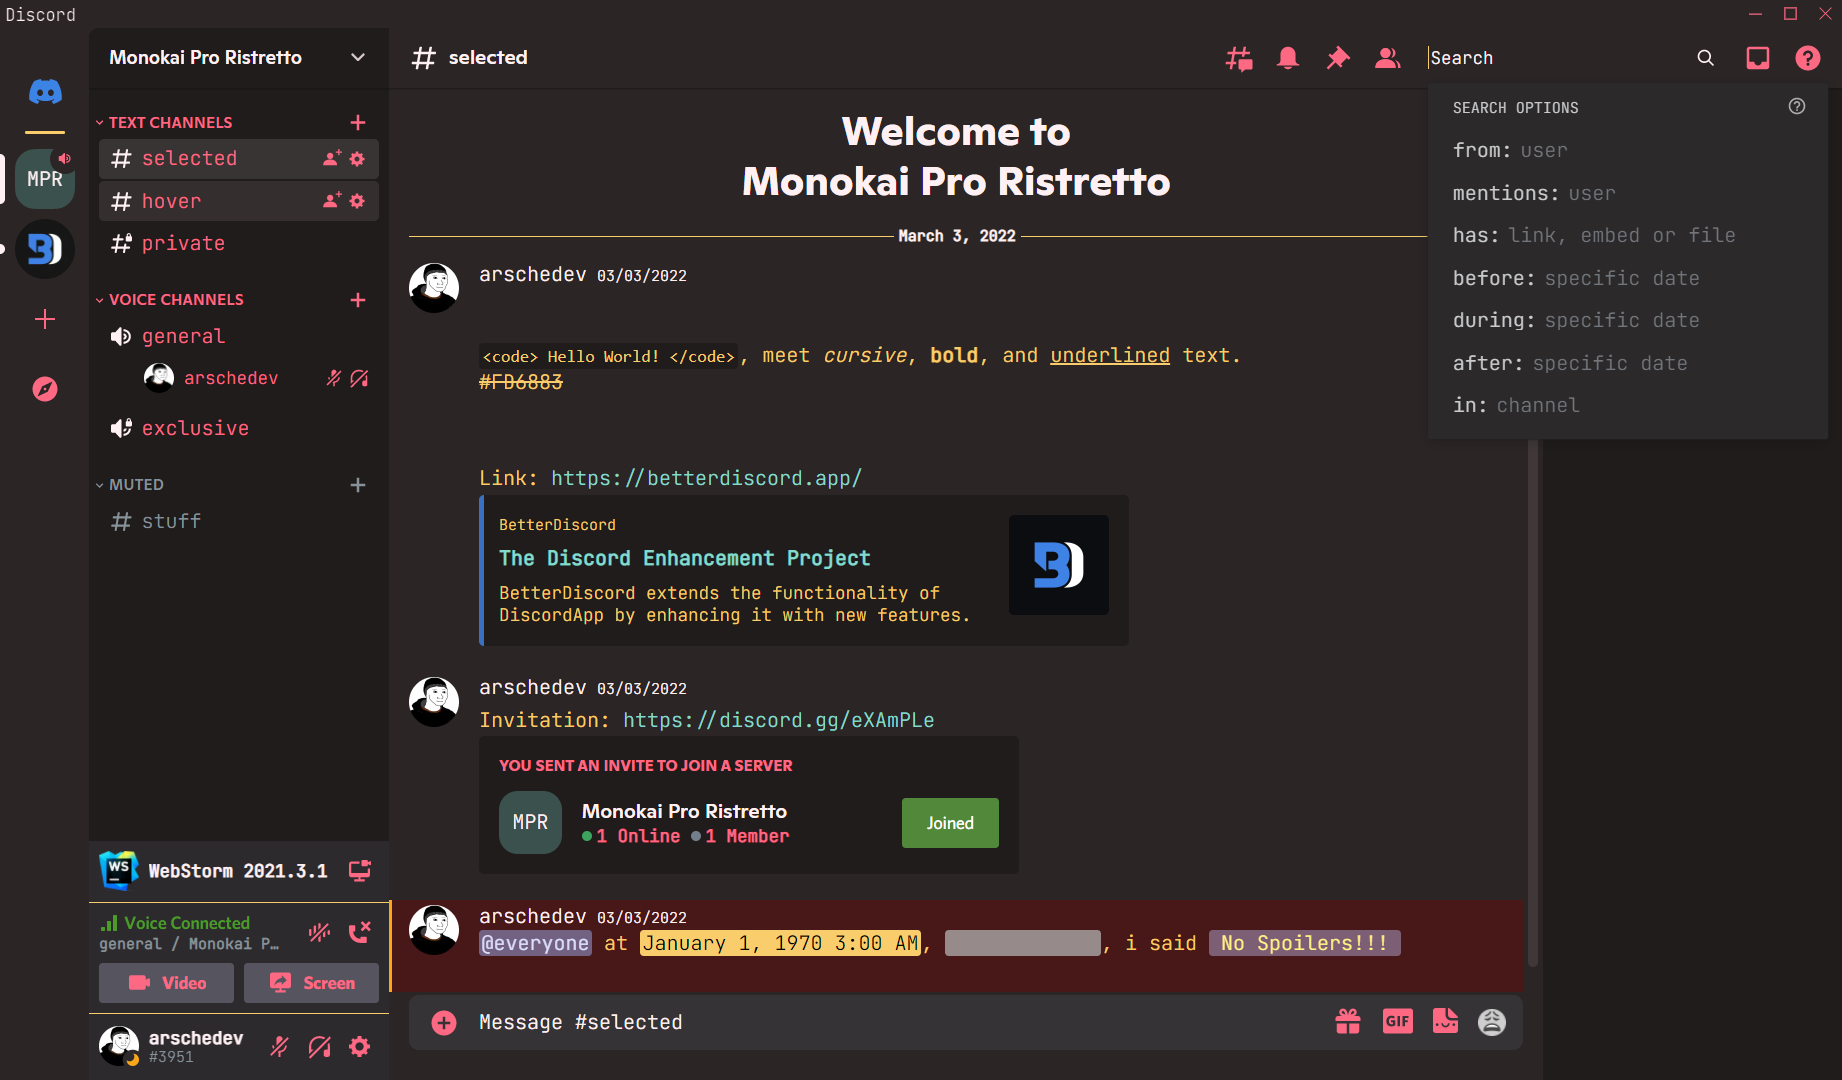 Discord
Monokai Pro Ristretto
TEXT CHANNELS
selected
hover
private
VOICE CHANNELS
general
arschedev
exclusive
MUTED
stuff
MPR
WS
WebStorm 2021.3.1
Voice Connected
general / Monokai P…
Video
Screen
arschedev
#3951
selected
Welcome to
Monokai Pro Ristretto
March 3, 2022
arschedev 03/03/2022
<code> Hello World! </code>, meet cursive, bold, and underlined text.
#FD6883
Link: https://betterdiscord.app/
BetterDiscord
The Discord Enhancement Project
BetterDiscord extends the functionality of
DiscordApp by enhancing it with new features.
arschedev 03/03/2022
Invitation: https://discord.gg/eXAmPLe
YOU SENT AN INVITE TO JOIN A SERVER
MPR
Monokai Pro Ristretto
1 Online 1 Member
Joined
arschedev 03/03/2022
@everyone at January 1, 1970 3:00 AM, , i said No Spoilers!!!
Message #selected
GIF
Search
SEARCH OPTIONS
from: user
mentions: user
has: link, embed or file
before: specific date
during: specific date
after: specific date
in: channel